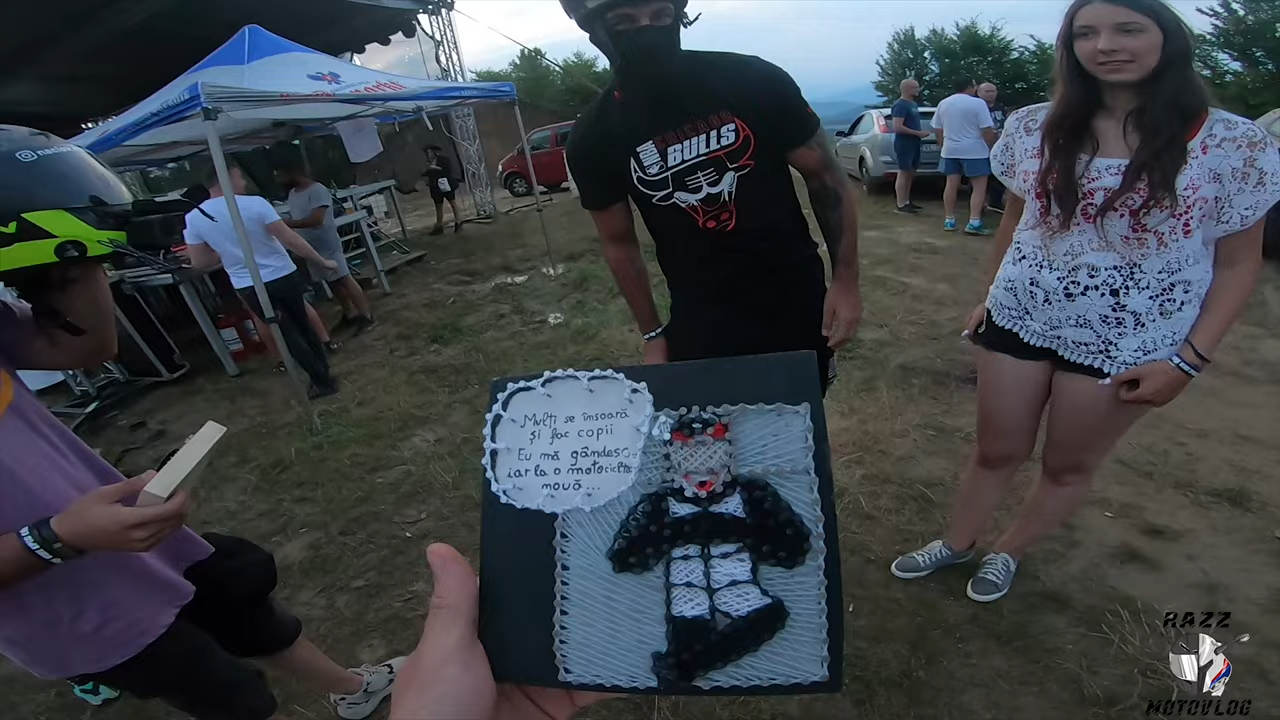 CHICAGO
BULLS
Mulți se însoară
și fac copii
Eu mă gândesc
iar la o motocicletă
nouă...
RAZZ
MOTOVLOG